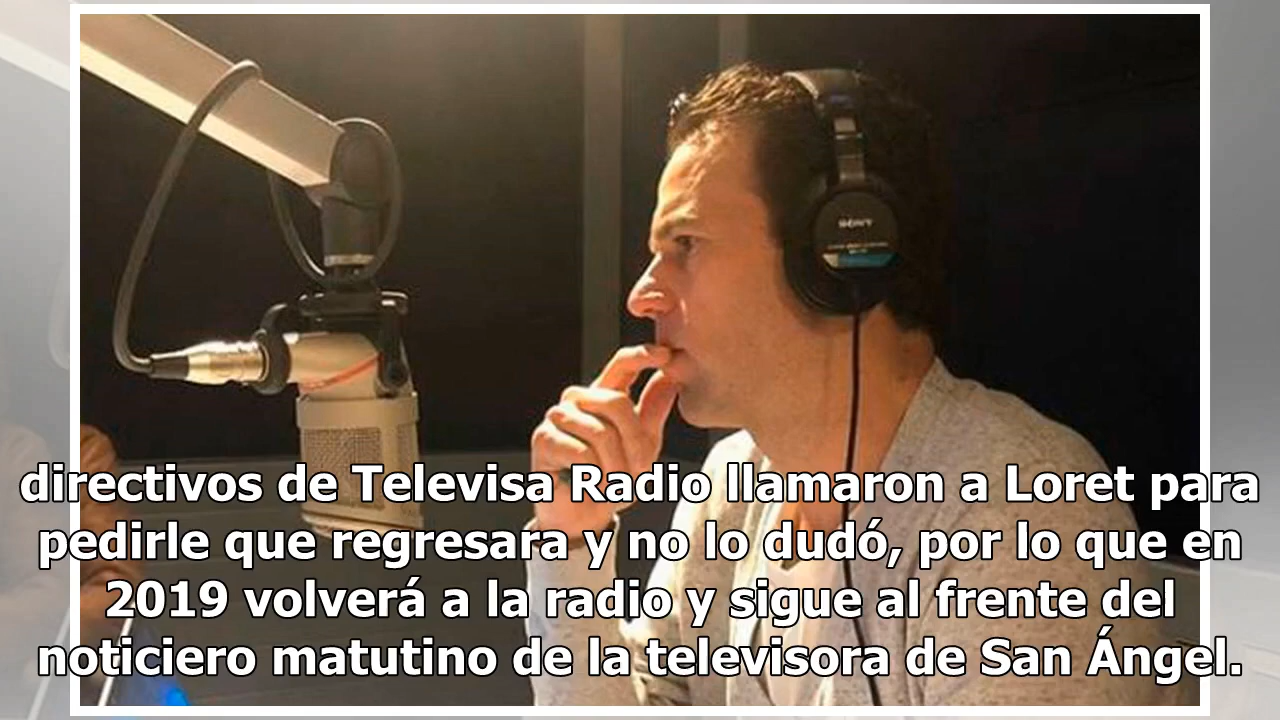 SONY
directivos de Televisa Radio llamaron a Loret para
pedirle que regresara y no lo dudó, por lo que en
2019 volverá a la radio y sigue al frente del
noticiero matutino de la televisora de San Ángel.